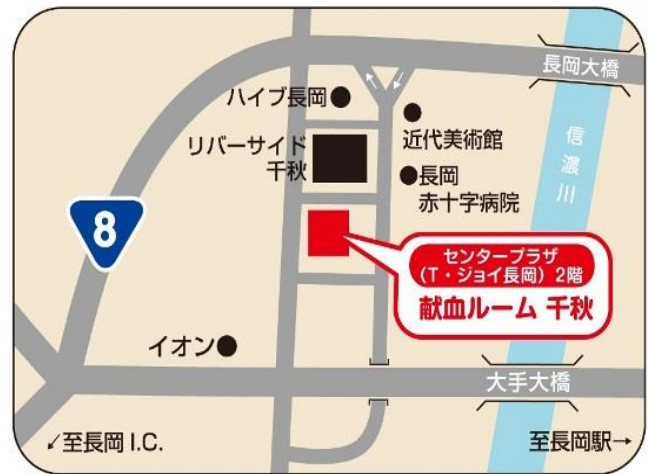 長岡大橋
ハイブ長岡
近代美術館
信濃川
リバーサイド
千秋
長岡
赤十字病院
8
センタープラザ
(T・ジョイ長岡) 2階
献血ルーム 千秋
イオン
大手大橋
↙至長岡 I.C.
至長岡駅→